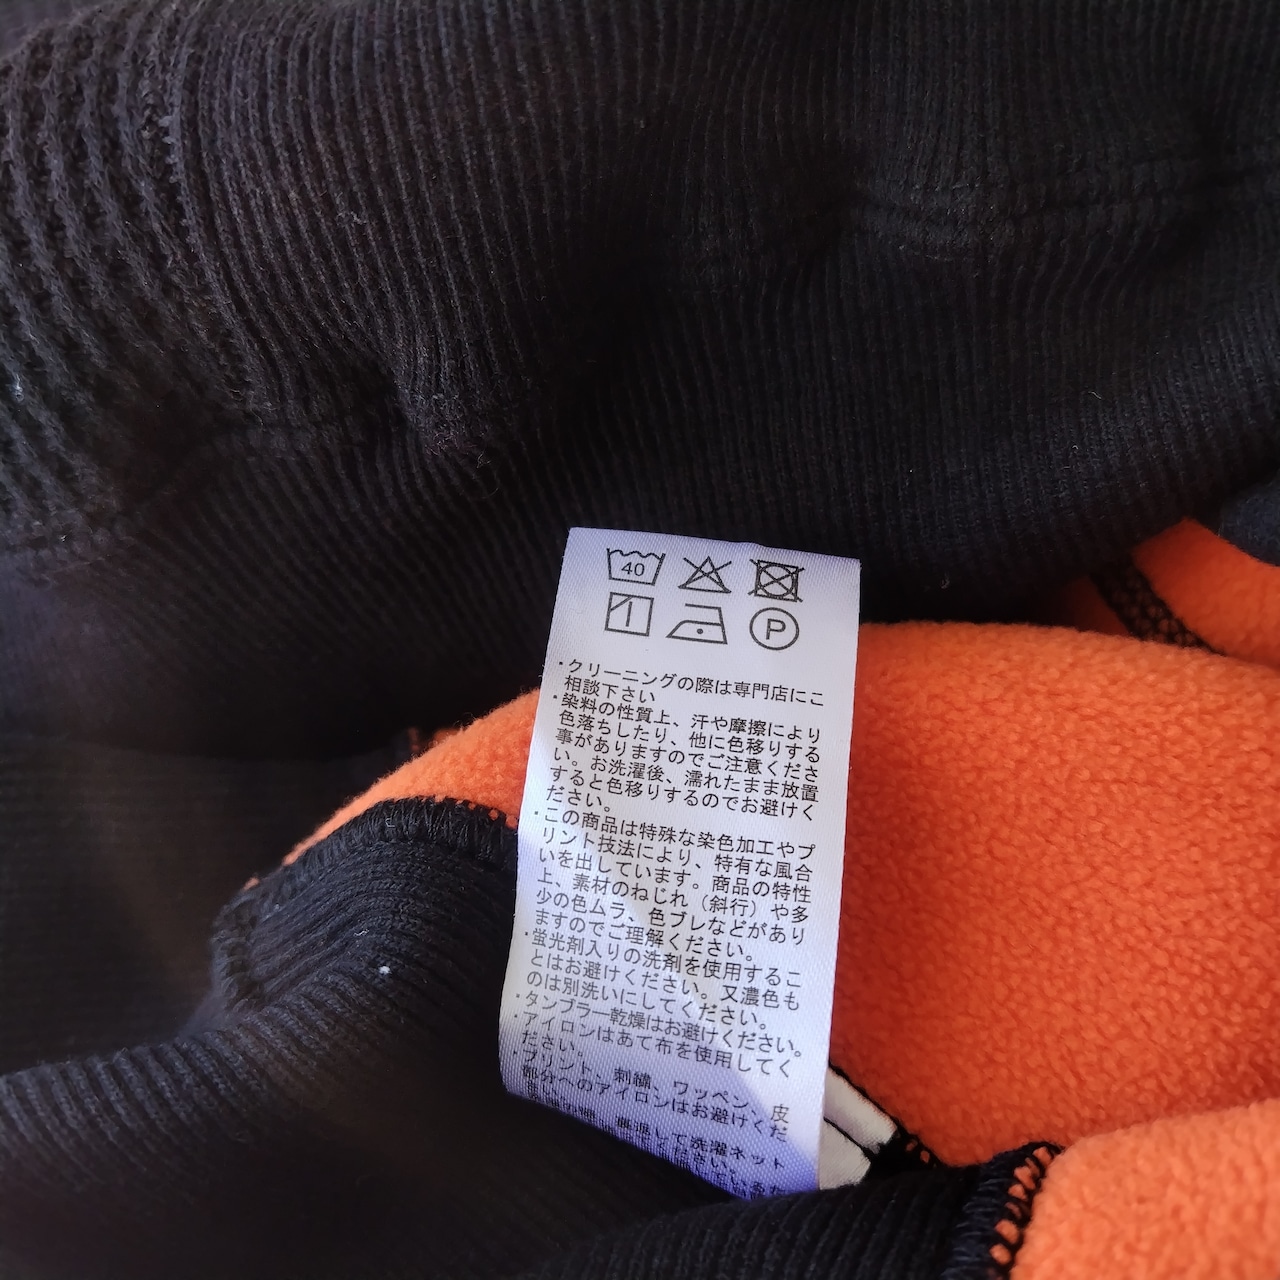 40
P
・クリーニングの際は専門店にご
相談下さい
・染料の性質上、汗や摩擦により
色落ちしたり、他に色移りする
事がありますのでご注意くださ
い。お洗濯後、濡れたまま放置
すると色移りするのでお避けく
ださい。
・この商品は特殊な染色加工やプ
リント技法により、特有な風合
いを出しています。商品の特性
上、素材のねじれ（斜行）や多
少の色ムラ、色ブレなどがあり
ますのでご理解ください。
・蛍光剤入りの洗剤を使用するこ
とはお避けください。又濃色も
のは別洗いにしてください。
・タンブラー乾燥はお避けください。
・アイロンはあて布を使用してく
ださい。
・プリント、刺繍、ワッペン、皮
部分へのアイロンはお避けくだ
裏返して洗濯ネット
ださい。